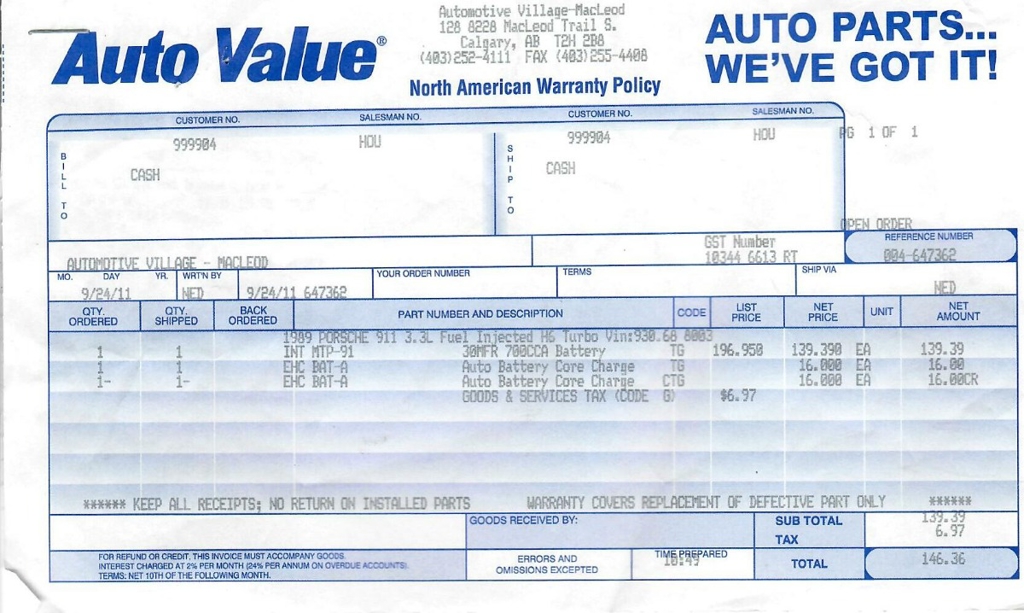 Automotive Village-MacLeod
128 8228 MacLeod Trail S.
Calgary, AB T2H 2B8
(403)252-4111 FAX (403)255-4408
Auto Value®
North American Warranty Policy
AUTO PARTS...
WE'VE GOT IT!
CUSTOMER NO. SALESMAN NO. CUSTOMER NO. SALESMAN NO.
999904 HOU 999904 HOU PG 1 OF 1
BILL TO CASH SHIP TO CASH
OPEN ORDER
GST Number REFERENCE NUMBER
AUTOMOTIVE VILLAGE - MACLEOD 10344 6613 RT 004-647362
MO. DAY YR. WRT'N BY YOUR ORDER NUMBER TERMS SHIP VIA
9/24/11 NED 9/24/11 647362 NED
QTY. ORDERED QTY. SHIPPED BACK ORDERED PART NUMBER AND DESCRIPTION CODE LIST PRICE NET PRICE UNIT NET AMOUNT
1989 PORSCHE 911 3.3L Fuel Injected H6 Turbo Vin:930.68 8003
1 1 INT MTP-91 30MFR 700CCA Battery TG 196.950 139.390 EA 139.39
1 1 EHC BAT-A Auto Battery Core Charge TG 16.000 EA 16.00
1- 1- EHC BAT-A Auto Battery Core Charge CTG 16.000 EA 16.00CR
GOODS & SERVICES TAX (CODE G) $6.97
****** KEEP ALL RECEIPTS; NO RETURN ON INSTALLED PARTS WARRANTY COVERS REPLACEMENT OF DEFECTIVE PART ONLY ******
GOODS RECEIVED BY: SUB TOTAL 139.39
TAX 6.97
FOR REFUND OR CREDIT, THIS INVOICE MUST ACCOMPANY GOODS.
INTEREST CHARGED AT 2% PER MONTH (24% PER ANNUM ON OVERDUE ACCOUNTS)
TERMS: NET 10TH OF THE FOLLOWING MONTH.
ERRORS AND OMISSIONS EXCEPTED
TIME PREPARED
10:49
TOTAL 146.36